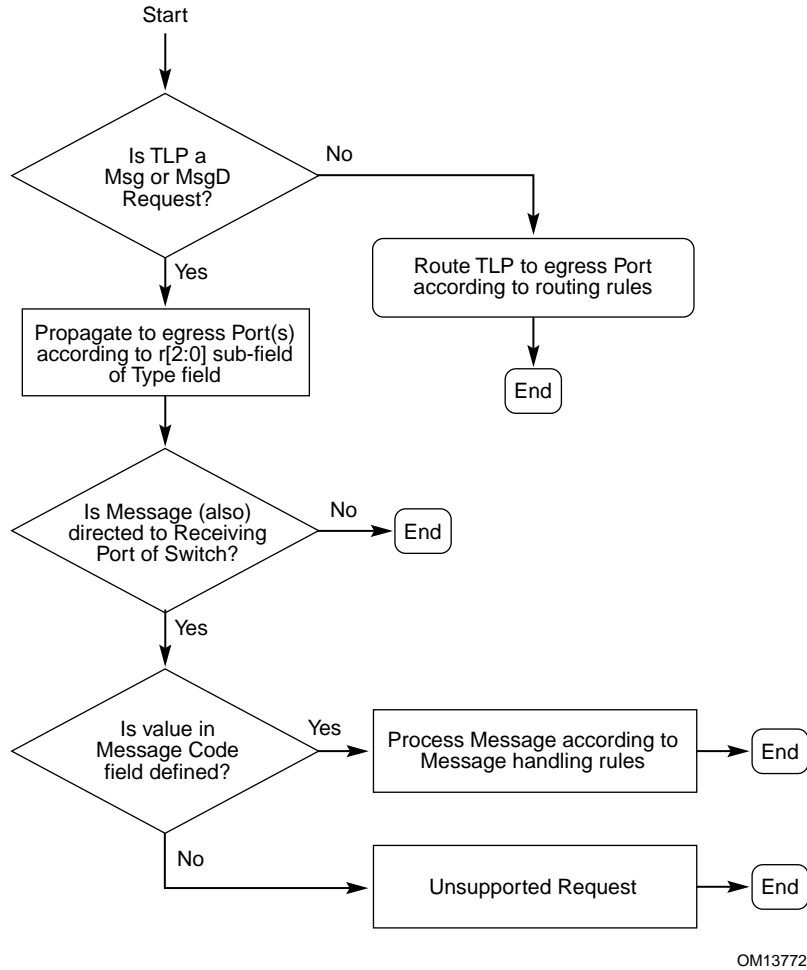 Start
Is TLP a
Msg or MsgD
Request?
No
Yes
Route TLP to egress Port
according to routing rules
Propagate to egress Port(s)
according to r[2:0] sub-field
of Type field
End
Is Message (also)
directed to Receiving
Port of Switch?
No
End
Yes
Is value in
Message Code
field defined?
Yes
Process Message according to
Message handling rules
End
No
Unsupported Request
End
OM13772